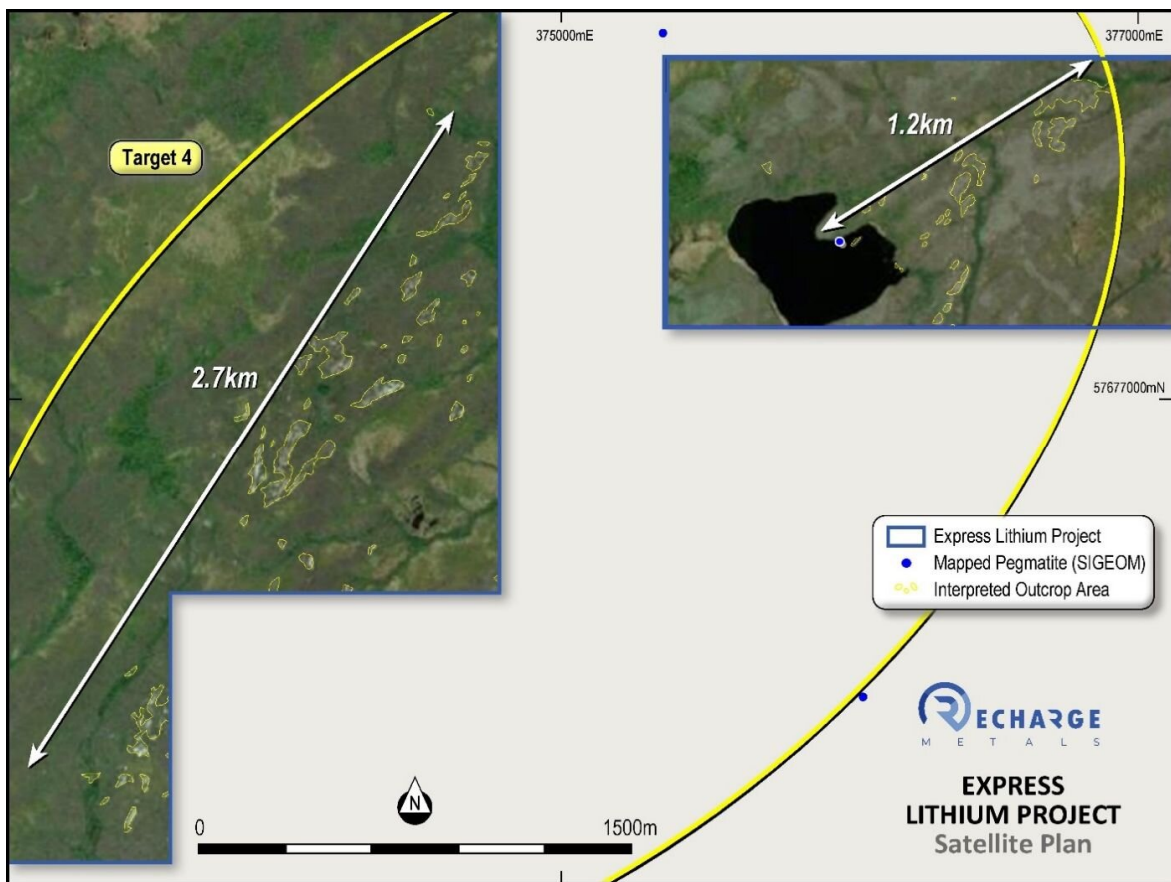 375000mE
377000mE
1.2km
Target 4
2.7km
57677000mN
Express Lithium Project
Mapped Pegmatite (SIGEOM)
Interpreted Outcrop Area
RECHARGE
METALS
N
0
1500m
EXPRESS
LITHIUM PROJECT
Satellite Plan